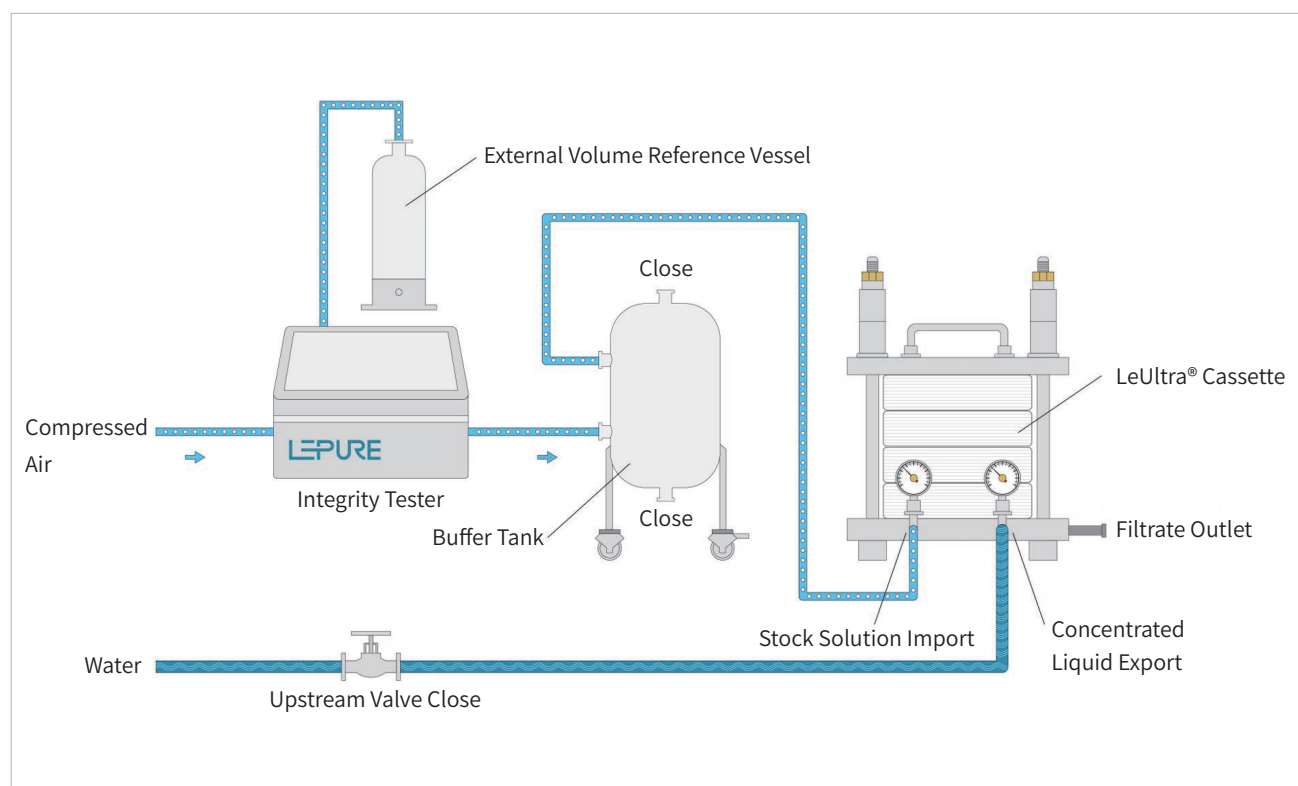 External Volume Reference Vessel
Close
LeUltra® Cassette
Compressed
Air
LEPURE
Integrity Tester
Buffer Tank
Close
Filtrate Outlet
Stock Solution Import
Concentrated
Liquid Export
Water
Upstream Valve Close